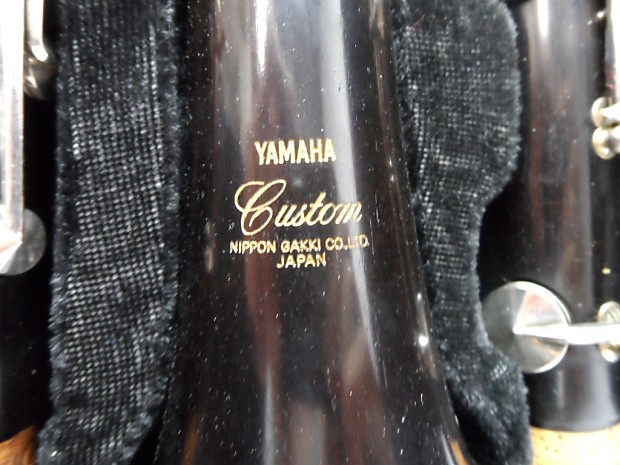 YAMAHA
Custom
NIPPON GAKKI CO.,LTD.
JAPAN